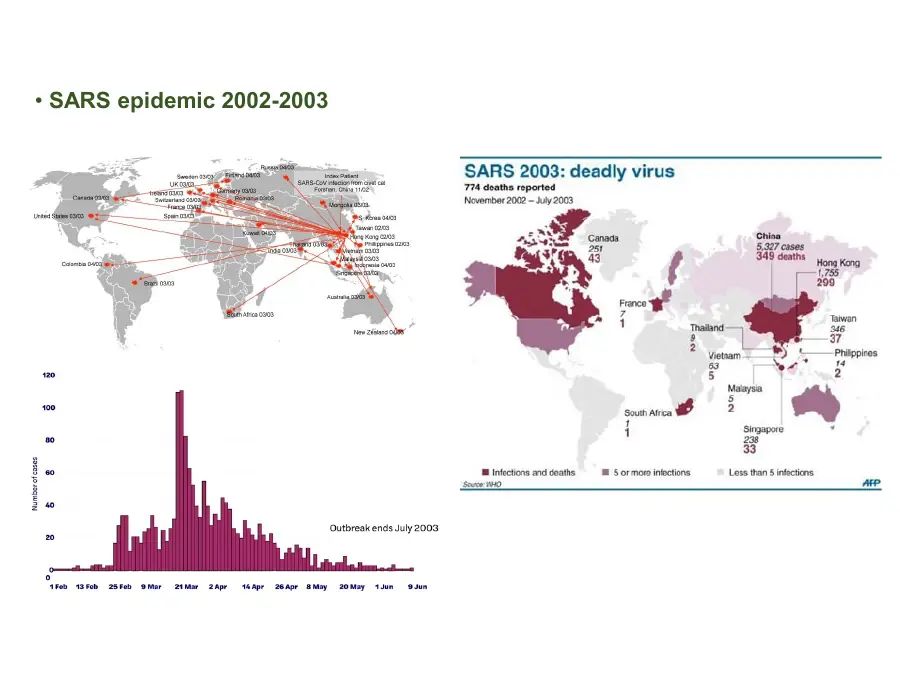 • SARS epidemic 2002-2003
Russia 04/03
Index Patient
SARS-CoV infection from civet cat
Forshan, China 11/02
Sweden 03/03
Finland 04/03
UK 03/03
Germany 03/03
Ireland 03/03
Switzerland 03/03
Romania 03/03
France 03/03
Spain 03/03
Canada 03/03
United States 03/03
Mongolia 03/03
S. Korea 04/03
Taiwan 02/03
Hong Kong 02/03
Kuwait 04/03
Thailand 03/03
Philippines 02/03
India 03/03
Vietnam 03/03
Malaysia 03/03
Indonesia 04/03
Singapore 03/03
Colombia 04/03
Brazil 03/03
Australia 03/03
South Africa 03/03
New Zealand 04/03
SARS 2003: deadly virus
774 deaths reported
November 2002 – July 2003
Canada
251
43
China
5,327 cases
349 deaths
Hong Kong
1,755
299
France
7
1
Taiwan
346
37
Thailand
9
2
Vietnam
63
5
Philippines
14
2
Malaysia
5
2
South Africa
1
1
Singapore
238
33
Infections and deaths
5 or more infections
Less than 5 infections
Source: WHO
AFP
Number of cases
120
100
80
60
40
20
0
0
Outbreak ends July 2003
1 Feb 13 Feb 25 Feb 9 Mar 21 Mar 2 Apr 14 Apr 26 Apr 8 May 20 May 1 Jun 9 Jun